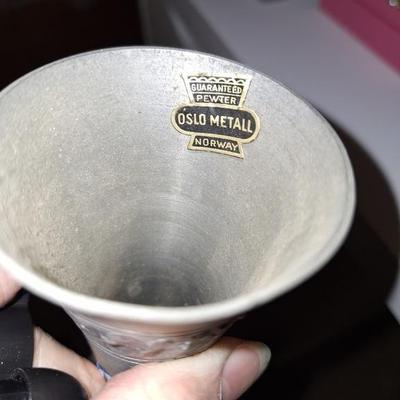 GUARANTEED
PEWTER
OSLO METALL
NORWAY